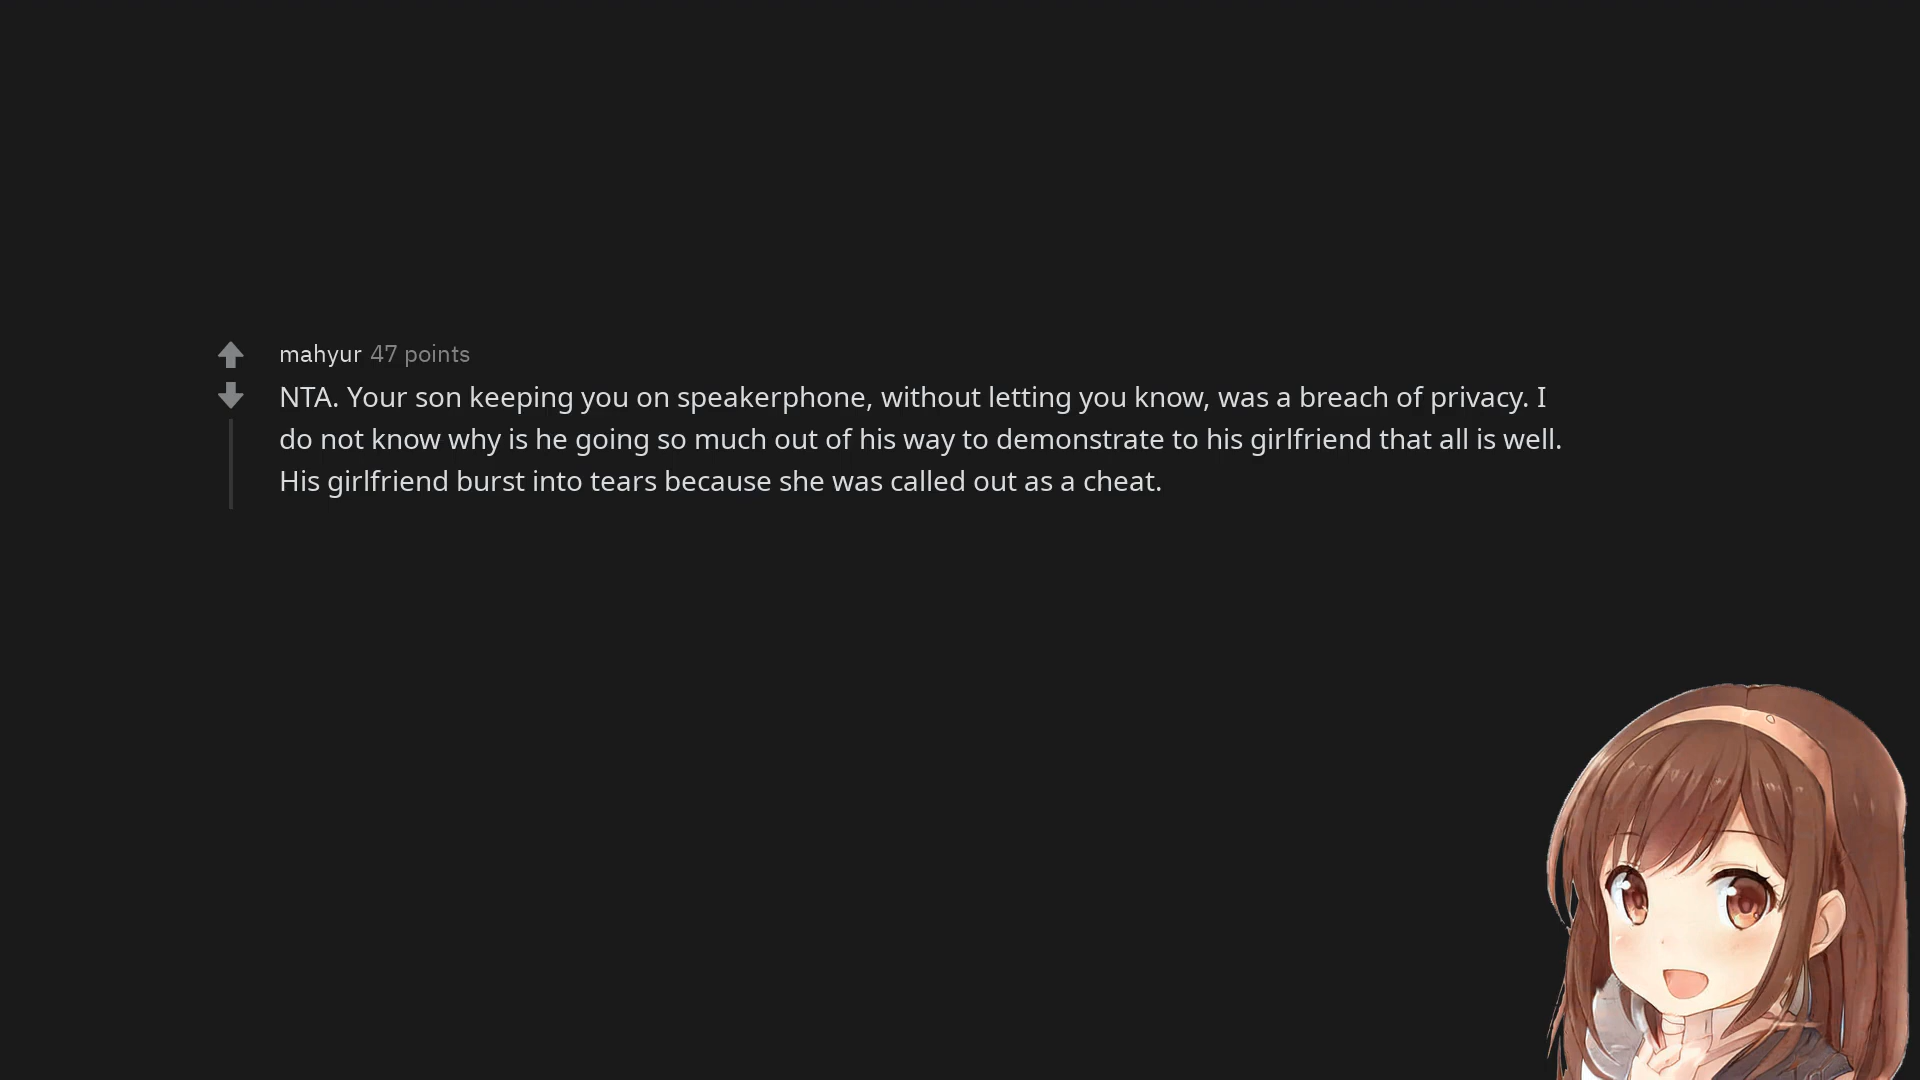 mahyur 47 points
NTA. Your son keeping you on speakerphone, without letting you know, was a breach of privacy. I
do not know why is he going so much out of his way to demonstrate to his girlfriend that all is well.
His girlfriend burst into tears because she was called out as a cheat.